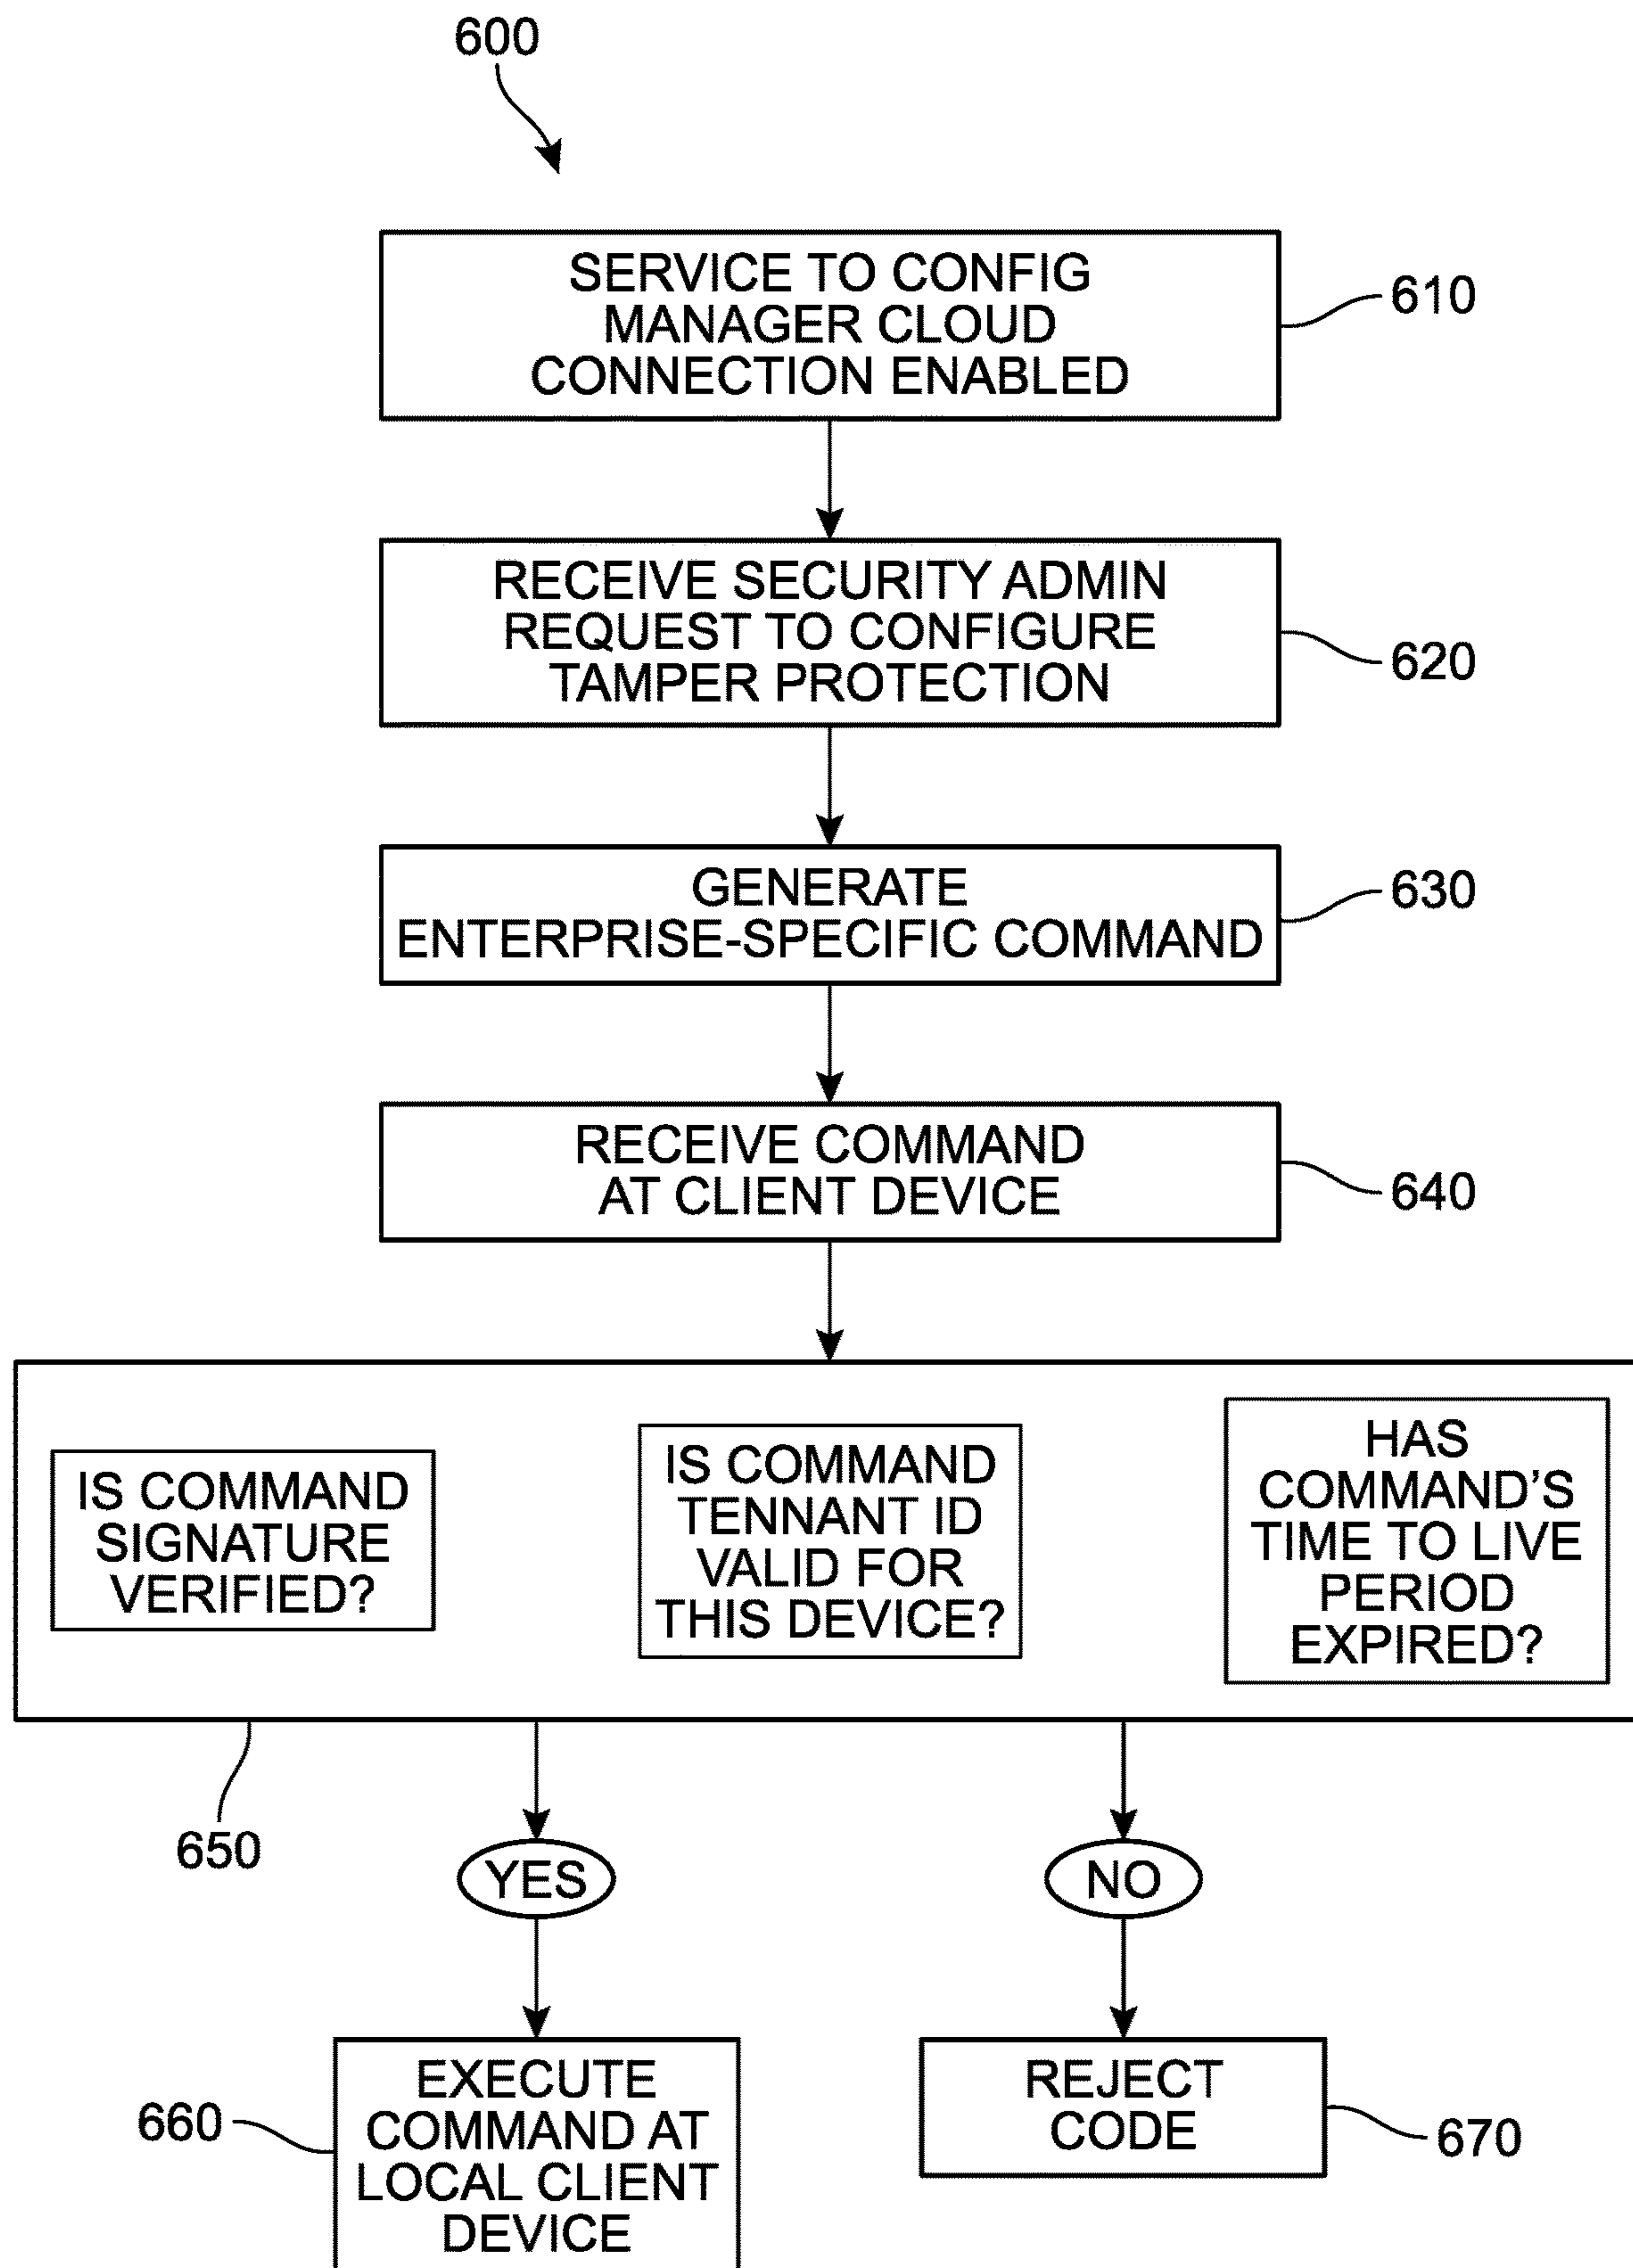 600
SERVICE TO CONFIG
MANAGER CLOUD
CONNECTION ENABLED
610
RECEIVE SECURITY ADMIN
REQUEST TO CONFIGURE
TAMPER PROTECTION
620
GENERATE
ENTERPRISE-SPECIFIC COMMAND
630
RECEIVE COMMAND
AT CLIENT DEVICE
640
IS COMMAND
SIGNATURE
VERIFIED?
IS COMMAND
TENNANT ID
VALID FOR
THIS DEVICE?
HAS
COMMAND'S
TIME TO LIVE
PERIOD
EXPIRED?
650
YES
NO
660
EXECUTE
COMMAND AT
LOCAL CLIENT
DEVICE
REJECT
CODE
670